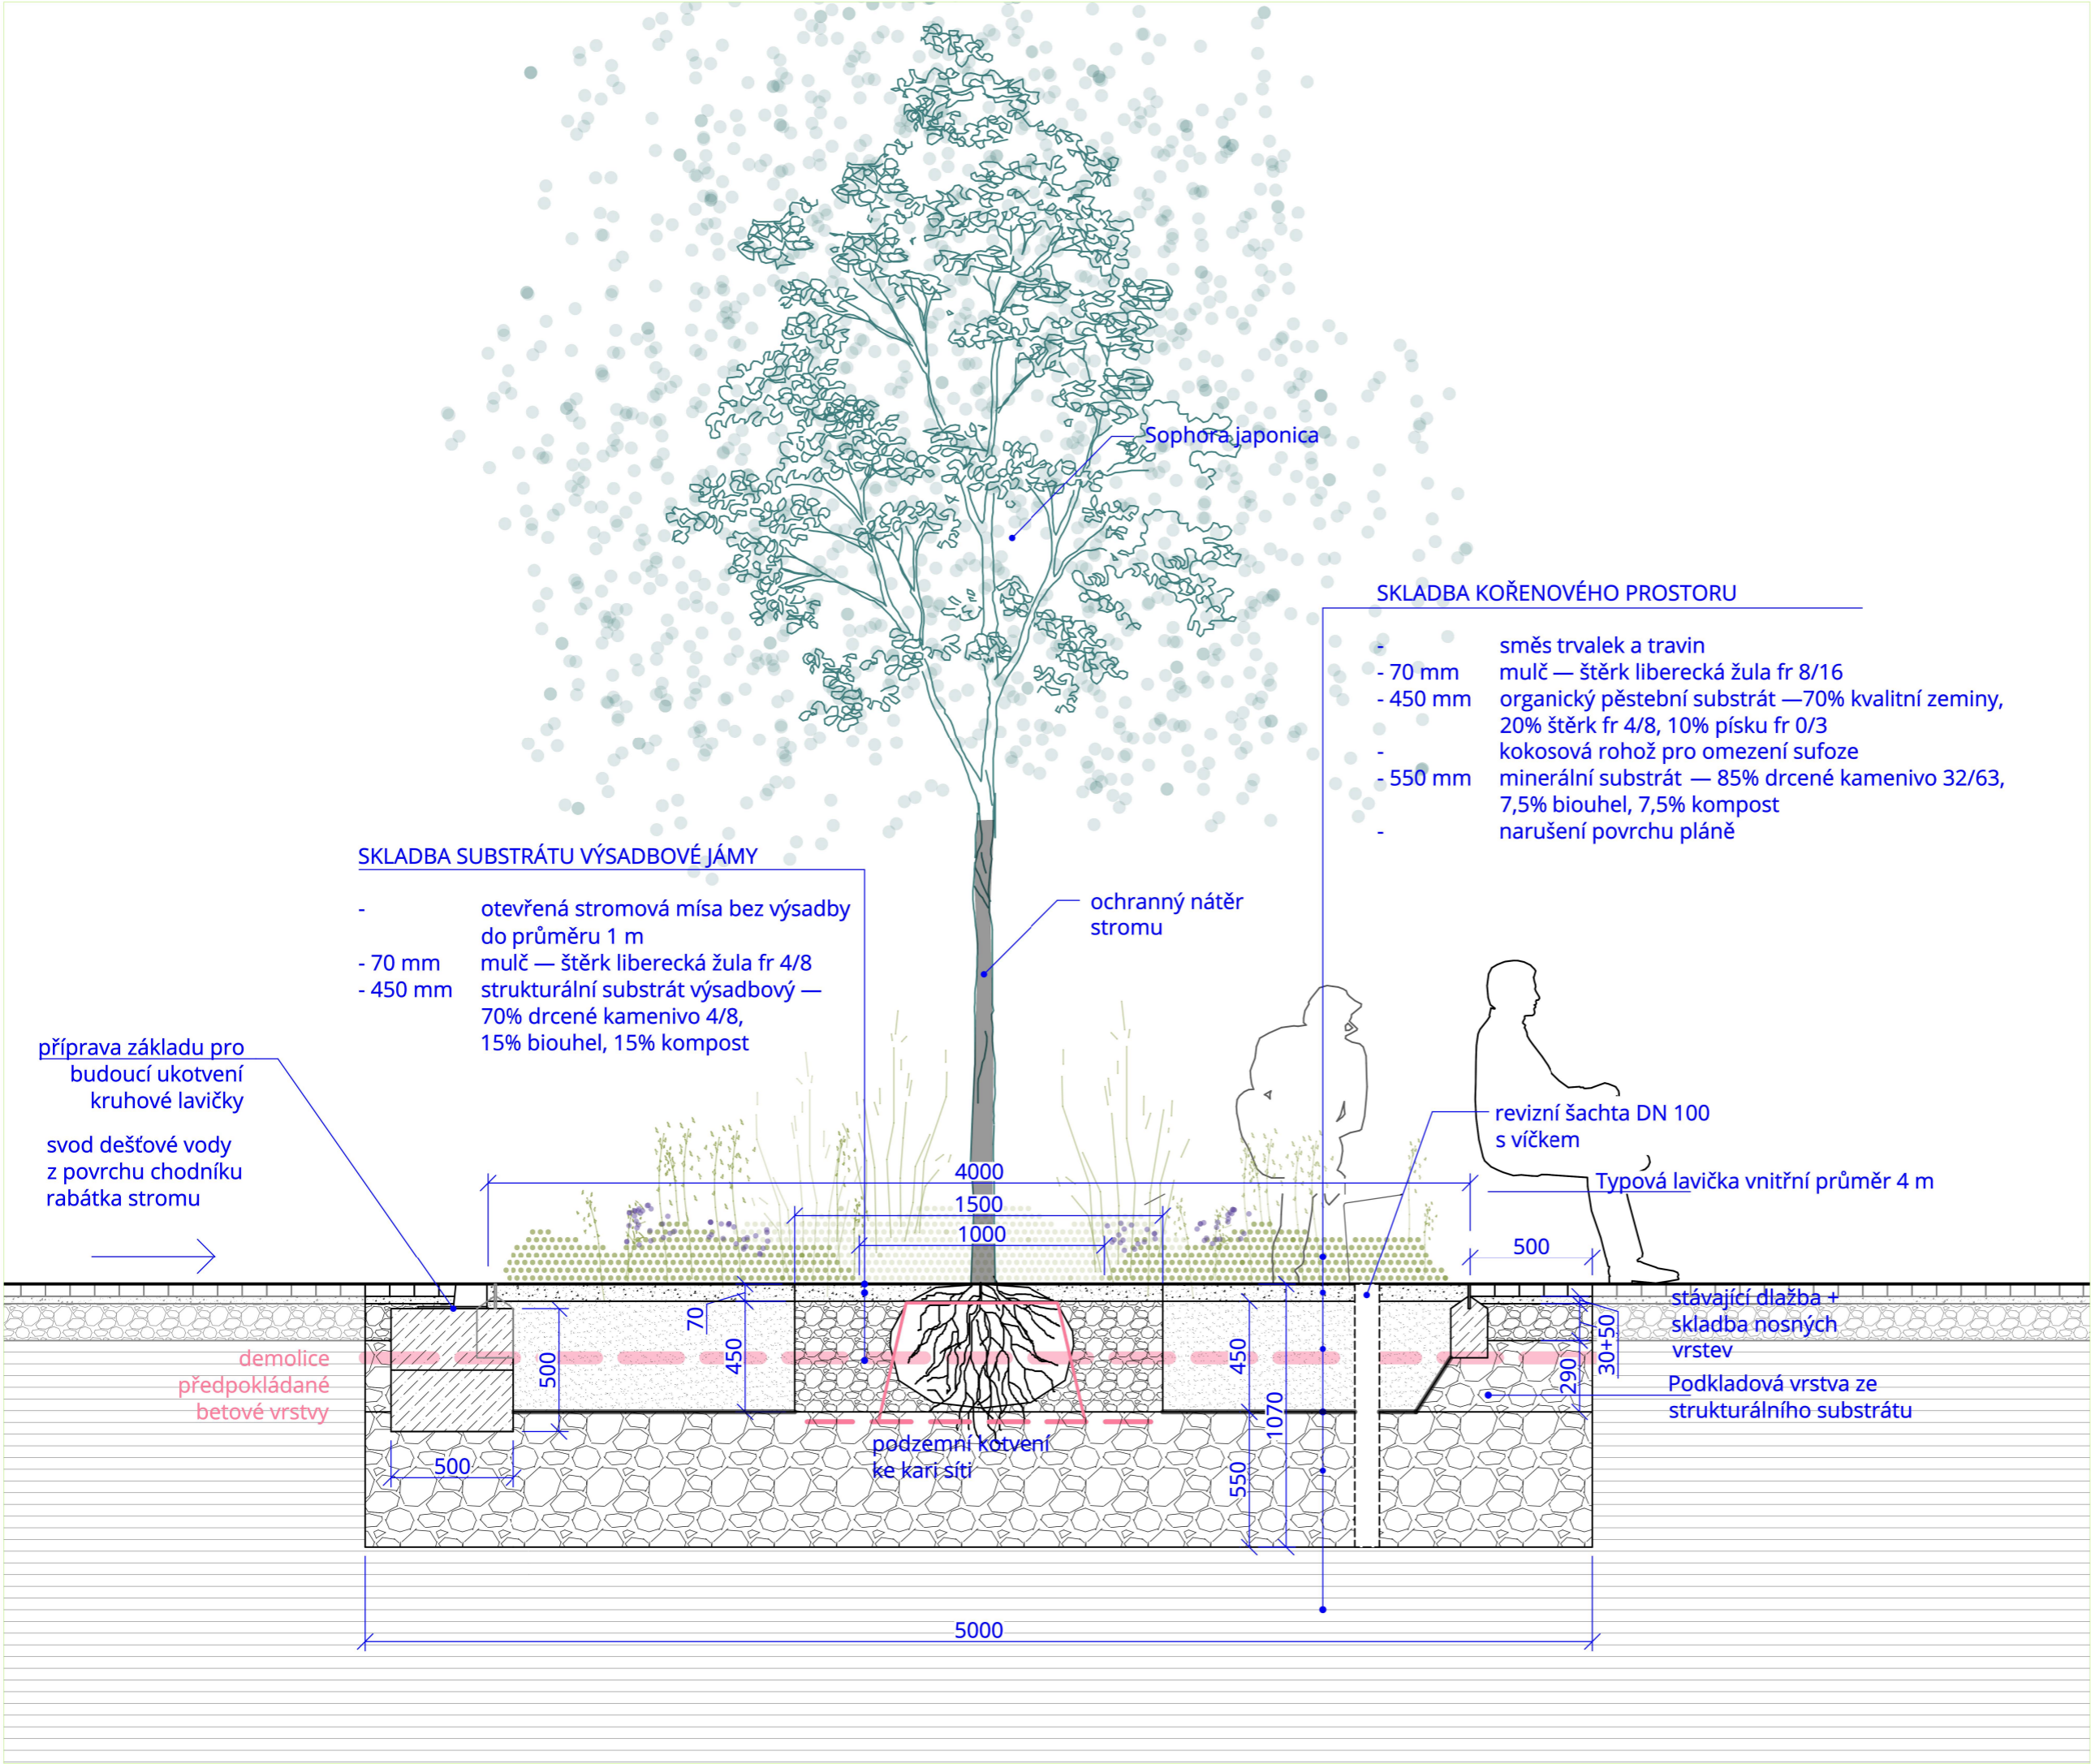 Sophora japonica
SKLADBA KOŘENOVÉHO PROSTORU
- směs trvalek a travin
- 70 mm mulč — štěrk liberecká žula fr 8/16
- 450 mm organický pěstební substrát —70% kvalitní zeminy,
20% štěrk fr 4/8, 10% písku fr 0/3
- kokosová rohož pro omezení sufoze
- 550 mm minerální substrát — 85% drcené kamenivo 32/63,
7,5% biouhel, 7,5% kompost
- narušení povrchu pláně
SKLADBA SUBSTRÁTU VÝSADBOVÉ JÁMY
- otevřená stromová mísa bez výsadby
do průměru 1 m
- 70 mm mulč — štěrk liberecká žula fr 4/8
- 450 mm strukturální substrát výsadbový —
70% drcené kamenivo 4/8,
15% biouhel, 15% kompost
ochranný nátěr
stromu
příprava základu pro
budoucí ukotvení
kruhové lavičky
svod dešťové vody
z povrchu chodníku
rabátka stromu
revizní šachta DN 100
s víčkem
Typová lavička vnitřní průměr 4 m
4000
1500
1000
500
stávající dlažba +
skladba nosných
vrstev
Podkladová vrstva ze
strukturálního substrátu
demolice
předpokládané
betové vrstvy
70
450
500
500
450
1070
550
290
30+50
podzemní kotvení
ke kari síti
5000